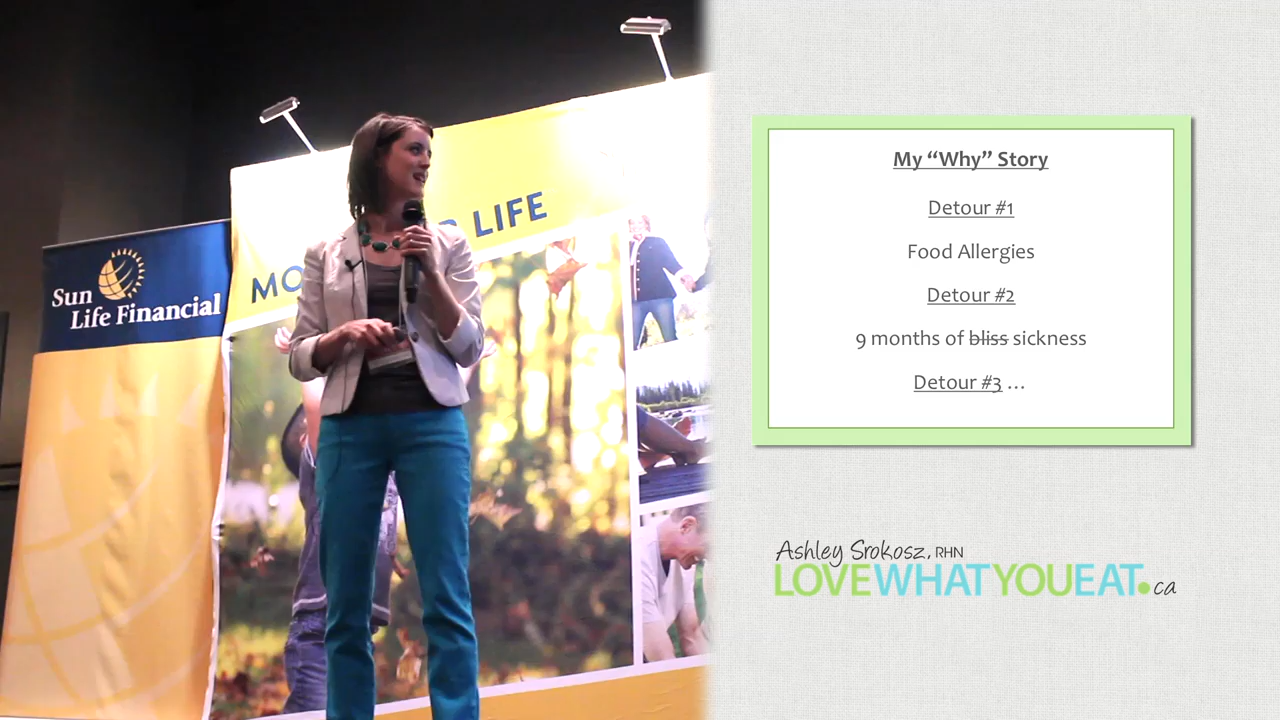 Sun
Life Financial
MO
LIFE
My “Why” Story
Detour #1
Food Allergies
Detour #2
9 months of bliss sickness
Detour #3 ...
Ashley Srokosz, RHN
LOVEWHATYOUEAT.ca